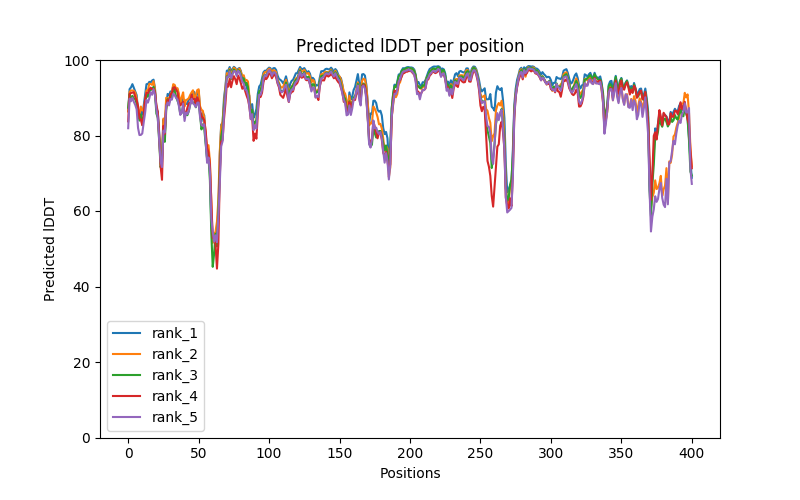 Predicted lDDT per position
Predicted lDDT
100
80
60
40
20
0
rank_1
rank_2
rank_3
rank_4
rank_5
0 50 100 150 200 250 300 350 400
Positions